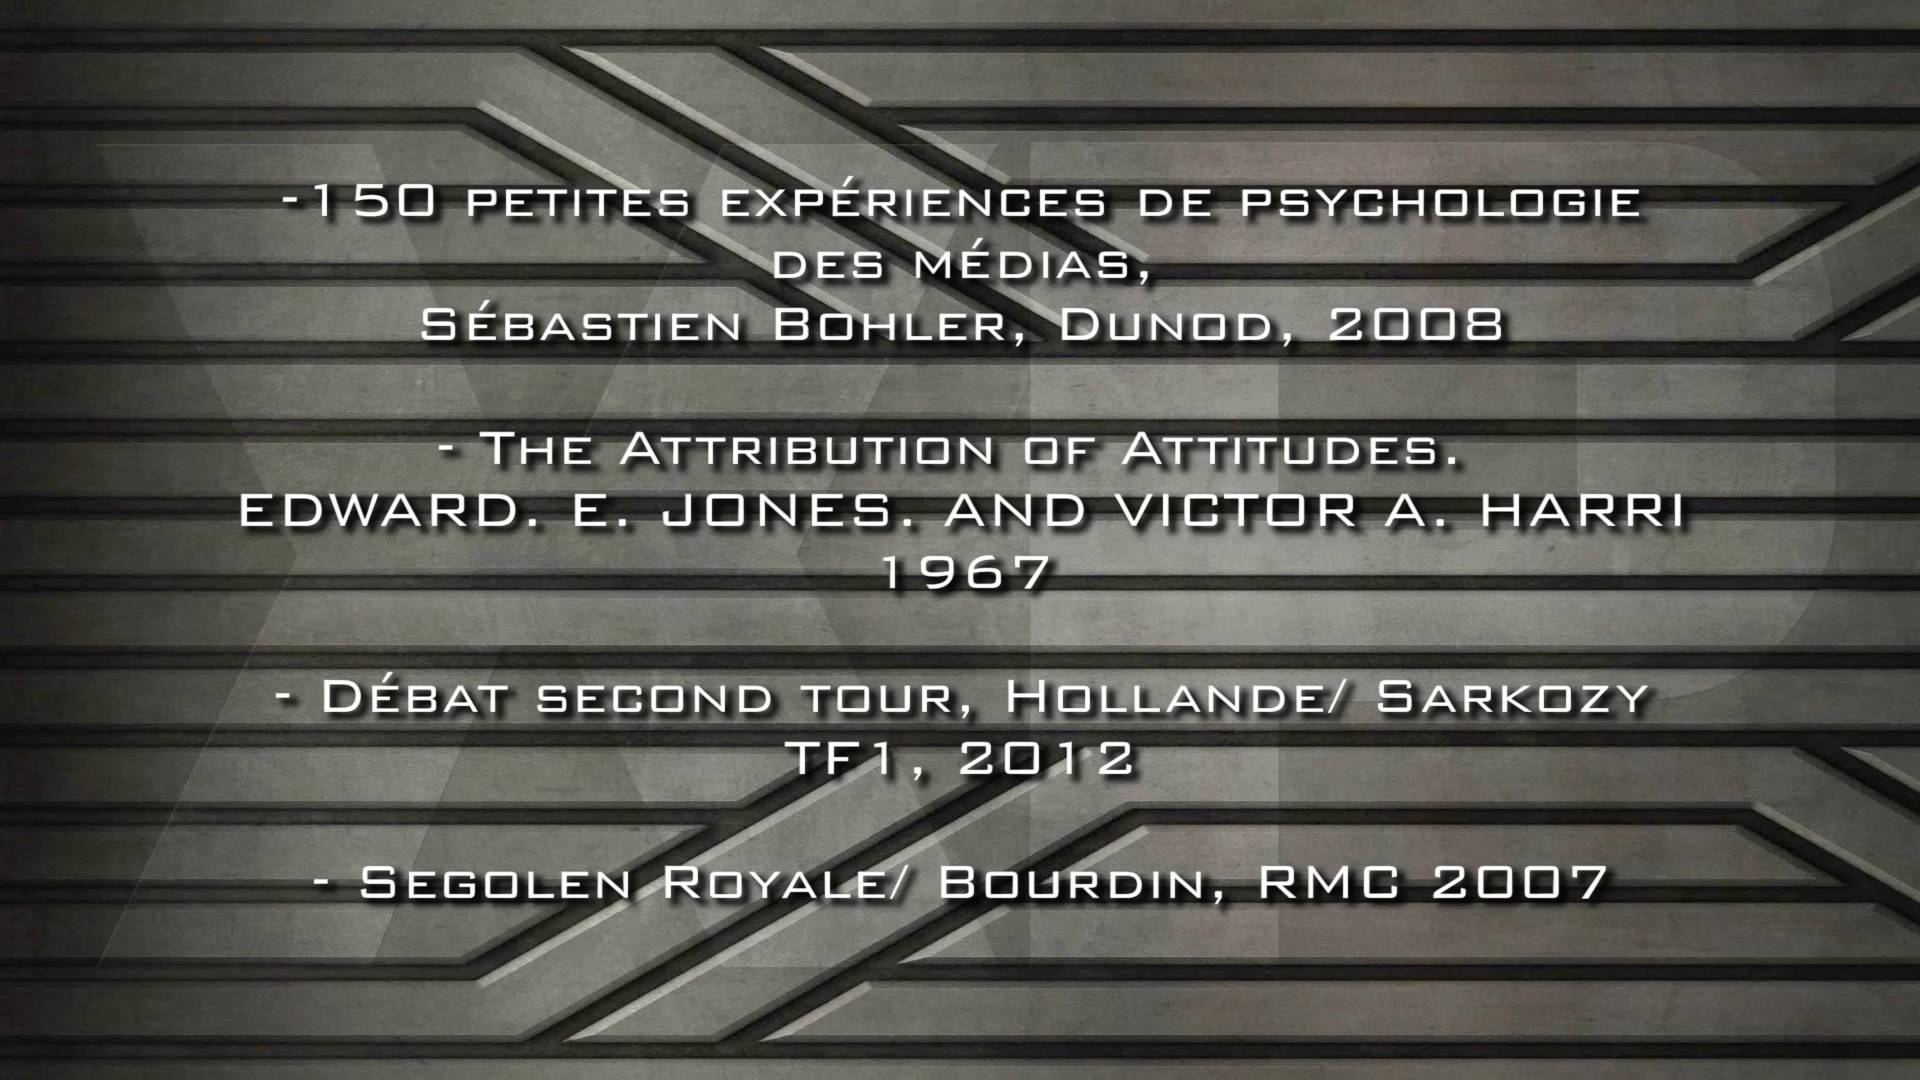 -150 petites expériences de psychologie
des médias,
Sébastien Bohler, Dunod, 2008
- The Attribution of Attitudes.
EDWARD. E. JONES. AND VICTOR A. HARRI
1967
- Débat second tour, Hollande/ Sarkozy
TF1, 2012
- Segolen Royale/ Bourdin, RMC 2007